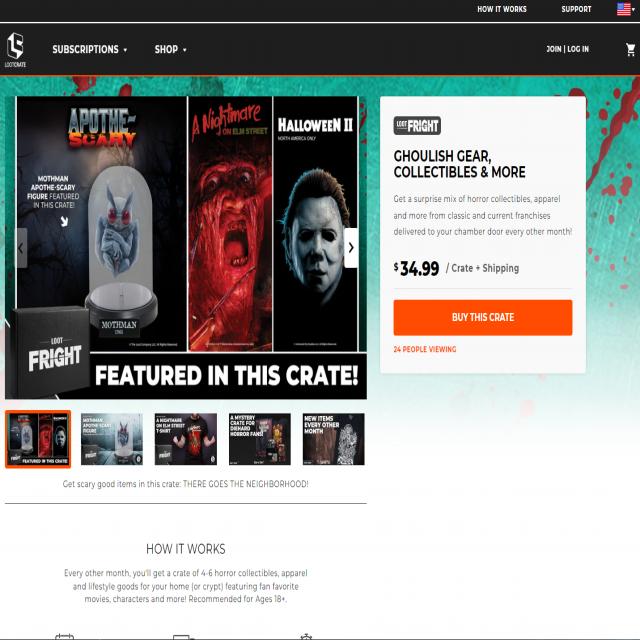 HOW IT WORKS
SUPPORT
LOOTCRATE
SUBSCRIPTIONS
SHOP
JOIN | LOG IN
APOTHE-
SCARY
MOTHMAN
APOTHE-SCARY
FIGURE FEATURED
IN THIS CRATE!
MOTHMAN
A Nightmare
ON ELM STREET
HALLOWEEN II
NORTH AMERICA ONLY
LOOT
FRIGHT
FEATURED IN THIS CRATE!
LOOT FRIGHT
GHOULISH GEAR,
COLLECTIBLES & MORE
Get a surprise mix of horror collectibles, apparel
and more from classic and current franchises
delivered to your chamber door every other month!
$34.99 / Crate + Shipping
BUY THIS CRATE
24 PEOPLE VIEWING
FEATURED IN THIS CRATE!
MOTHMAN
APOTHE-SCARY
FIGURE
A NIGHTMARE
ON ELM STREET
T-SHIRT
A MYSTERY
CRATE FOR
DIEHARD
HORROR FANS!
NEW ITEMS
EVERY OTHER
MONTH
Get scary good items in this crate: THERE GOES THE NEIGHBORHOOD!
HOW IT WORKS
Every other month, you'll get a crate of 4-6 horror collectibles, apparel
and lifestyle goods for your home (or crypt) featuring fan favorite
movies, characters and more! Recommended for Ages 18+.